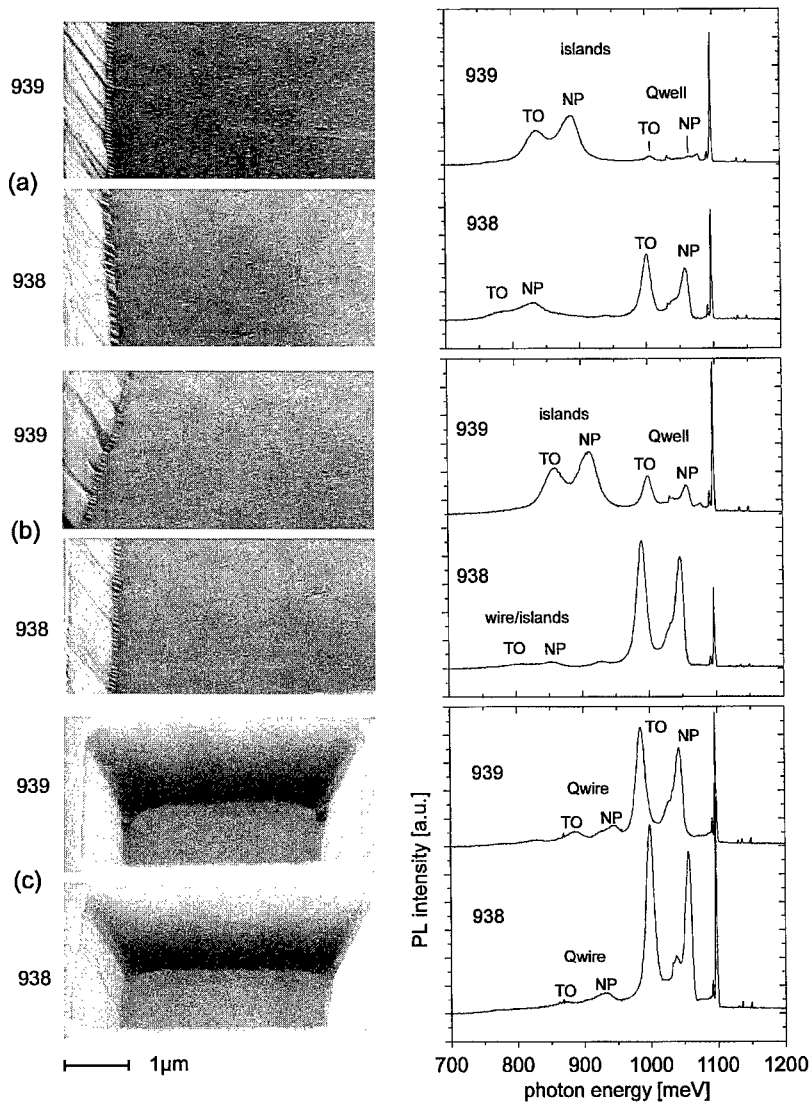 (a)
939
938
(b)
939
938
(c)
939
938
1µm
islands
939
TO
NP
Qwell
TO
NP
938
TO
NP
TO
NP
islands
939
TO
NP
Qwell
TO
NP
938
wire/islands
TO
NP
939
TO
NP
Qwire
TO
NP
938
Qwire
TO
NP
PL intensity [a.u.]
700 800 900 1000 1100 1200
photon energy [meV]